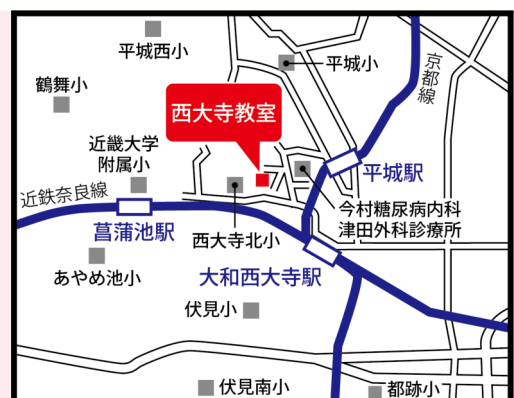 平城西小
平城小
京都線
鶴舞小
西大寺教室
近畿大学
附属小
平城駅
近鉄奈良線
今村糖尿病内科
津田外科診療所
菖蒲池駅
西大寺北小
あやめ池小
大和西大寺駅
伏見小
伏見南小
都跡小